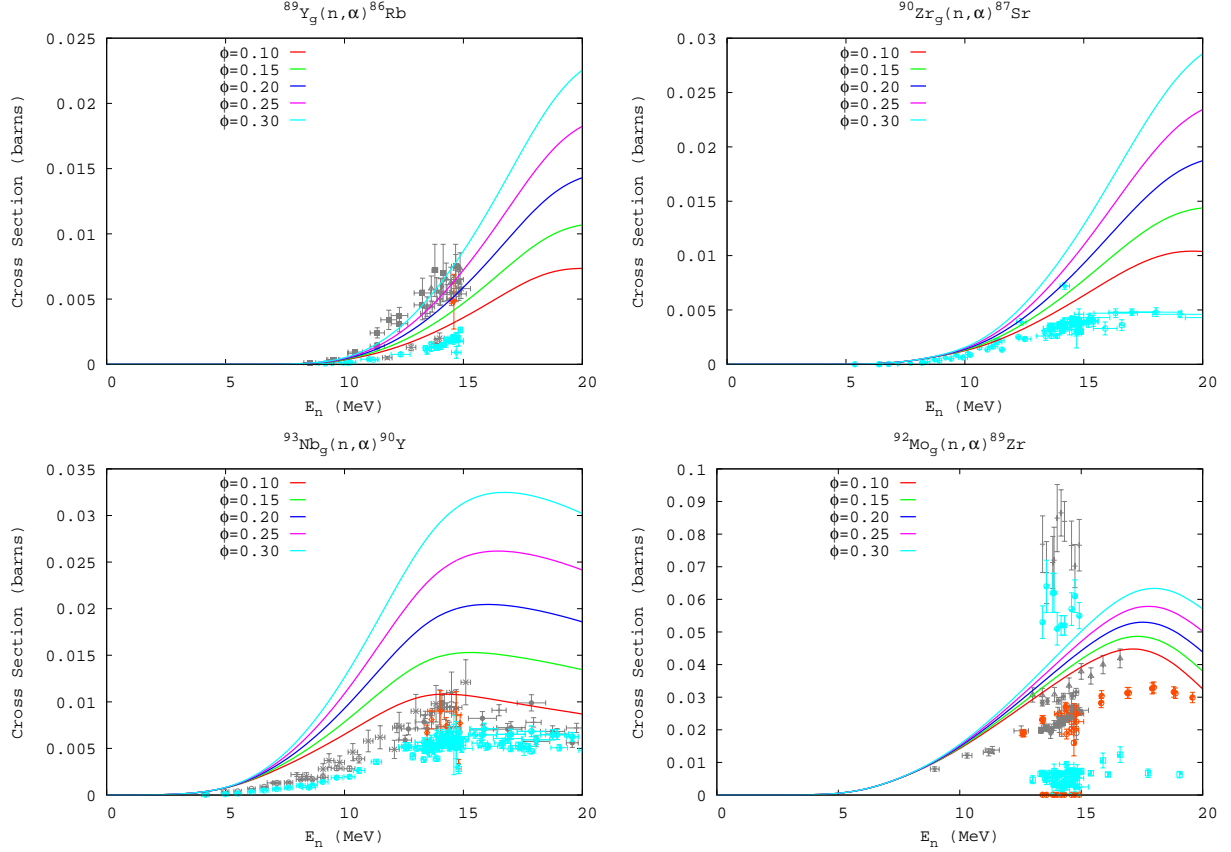 ⁸⁹Y_g(n,α)⁸⁶Rb
Cross Section (barns)
0.025
0.02
0.015
0.01
0.005
0
ϕ=0.10
ϕ=0.15
ϕ=0.20
ϕ=0.25
ϕ=0.30
0 5 10 15 20
E_n (MeV)
⁹⁰Zr_g(n,α)⁸⁷Sr
Cross Section (barns)
0.03
0.025
0.02
0.015
0.01
0.005
0
ϕ=0.10
ϕ=0.15
ϕ=0.20
ϕ=0.25
ϕ=0.30
0 5 10 15 20
E_n (MeV)
⁹³Nb_g(n,α)⁹⁰Y
Cross Section (barns)
0.035
0.03
0.025
0.02
0.015
0.01
0.005
0
ϕ=0.10
ϕ=0.15
ϕ=0.20
ϕ=0.25
ϕ=0.30
0 5 10 15 20
E_n (MeV)
⁹²Mo_g(n,α)⁸⁹Zr
Cross Section (barns)
0.1
0.09
0.08
0.07
0.06
0.05
0.04
0.03
0.02
0.01
0
ϕ=0.10
ϕ=0.15
ϕ=0.20
ϕ=0.25
ϕ=0.30
0 5 10 15 20
E_n (MeV)